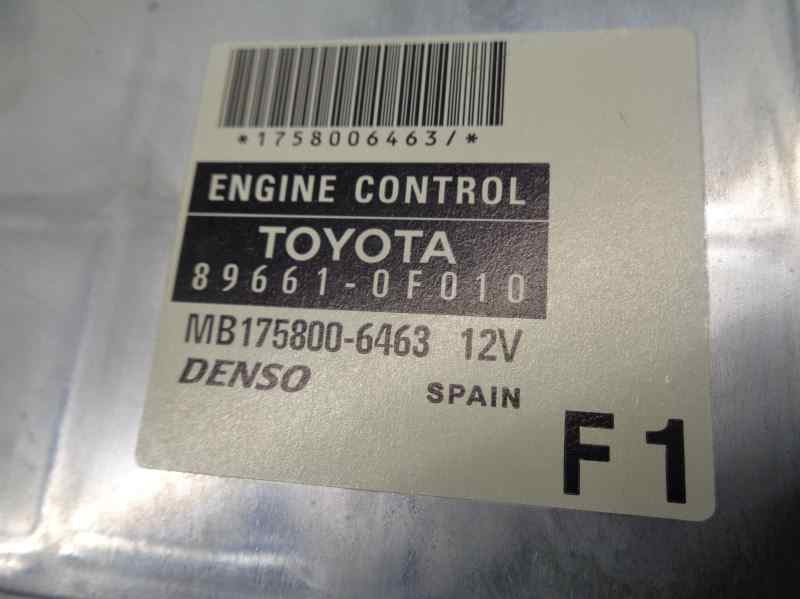 *1758006463/*
ENGINE CONTROL
TOYOTA
89661-0F010
MB175800-6463 12V
DENSO SPAIN
F1